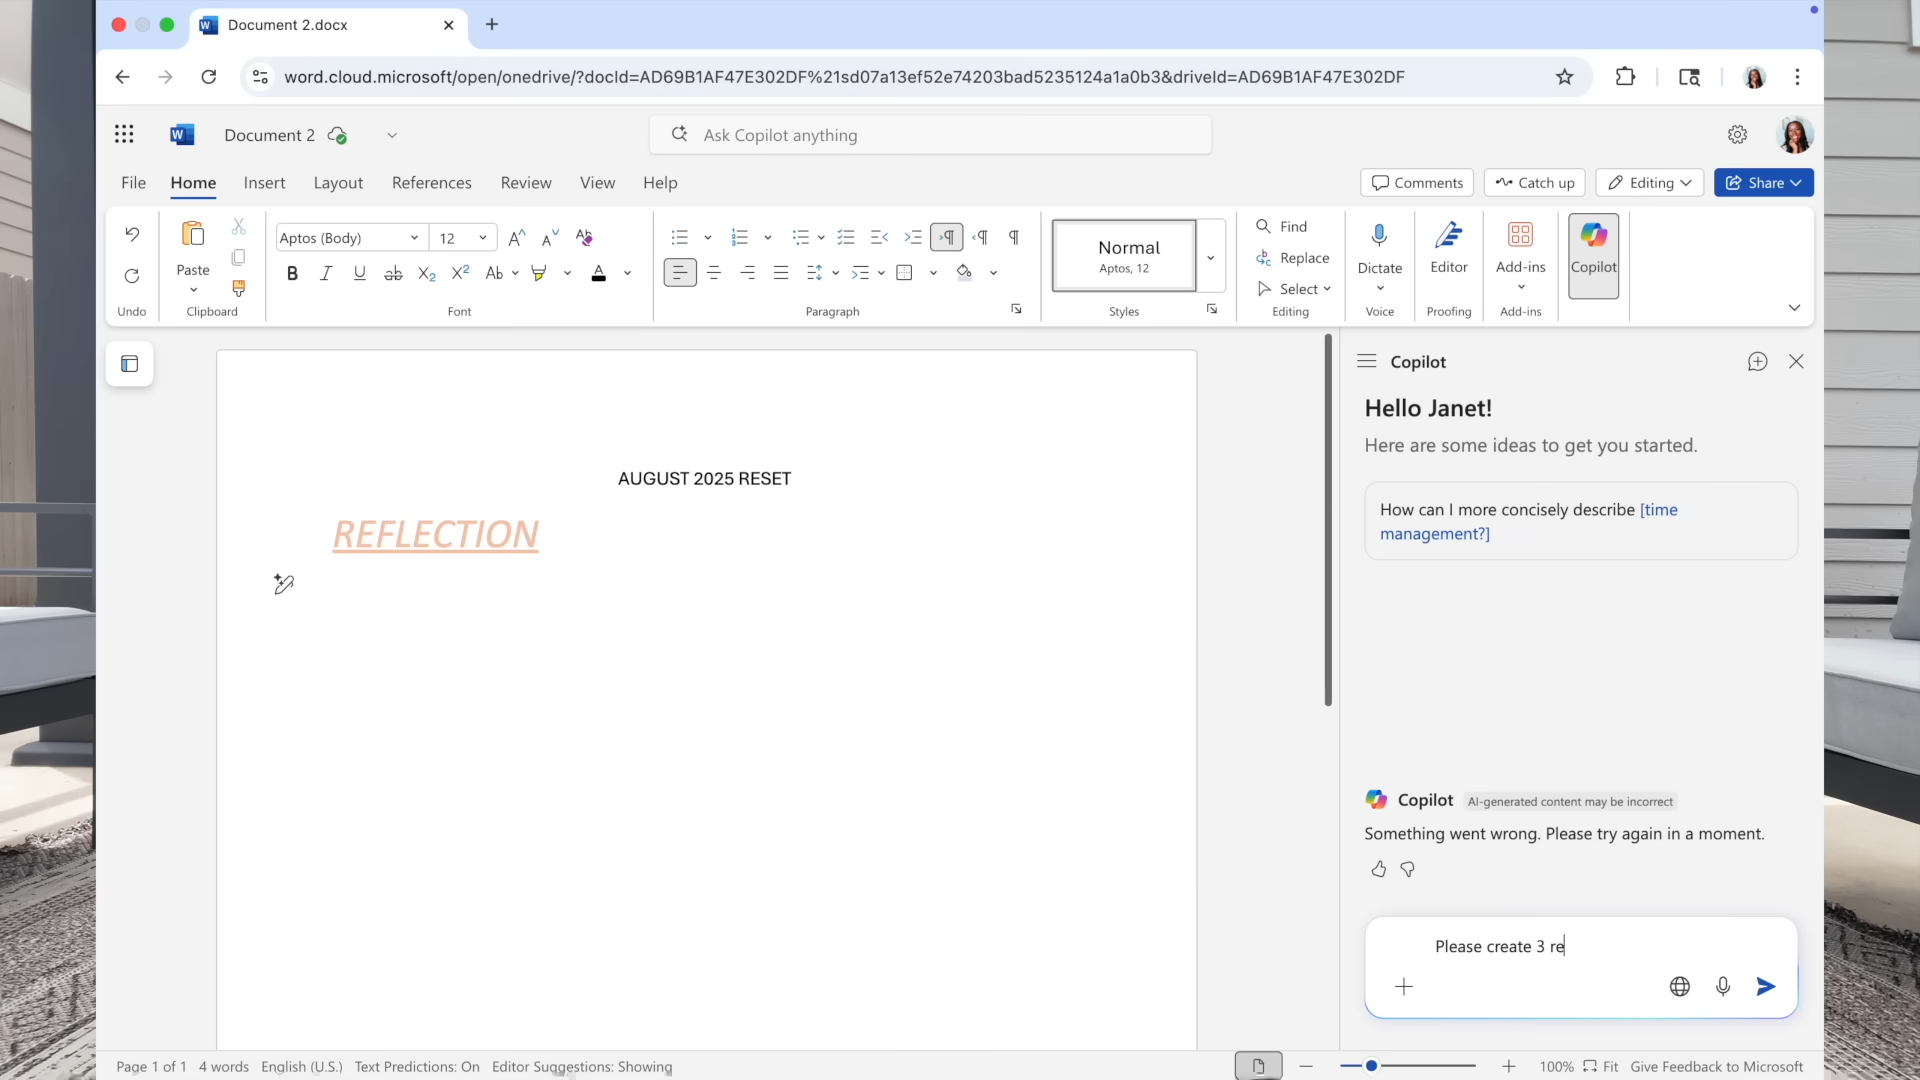 Document 2.docx
word.cloud.microsoft/open/onedrive/?docId=AD69B1AF47E302DF%21sd07a13ef52e74203bad5235124a1a0b3&driveId=AD69B1AF47E302DF
W Document 2
Ask Copilot anything
File Home Insert Layout References Review View Help
Comments Catch up Editing Share
Aptos (Body) 12
Paste
Undo Clipboard Font Paragraph
Normal
Aptos, 12
Styles
Find
Replace
Select
Editing
Dictate
Voice
Editor
Proofing
Add-ins
Add-ins
Copilot
AUGUST 2025 RESET
REFLECTION
Copilot
Hello Janet!
Here are some ideas to get you started.
How can I more concisely describe [time
management?]
Copilot AI-generated content may be incorrect
Something went wrong. Please try again in a moment.
Please create 3 re
Page 1 of 1 4 words English (U.S.) Text Predictions: On Editor Suggestions: Showing
100% Fit Give Feedback to Microsoft